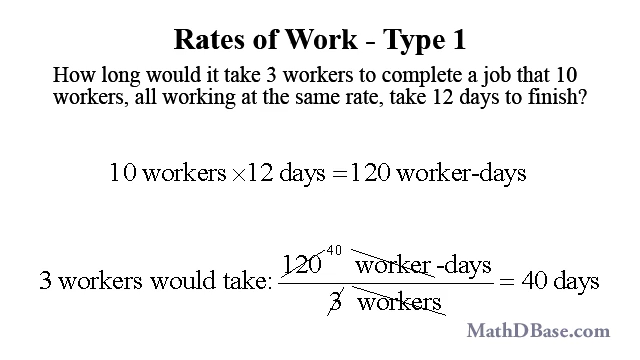 Rates of Work - Type 1
How long would it take 3 workers to complete a job that 10
workers, all working at the same rate, take 12 days to finish?
10 workers ×12 days =120 worker-days
3 workers would take: 120 40 worker -days
3 workers
= 40 days
MathDBase.com